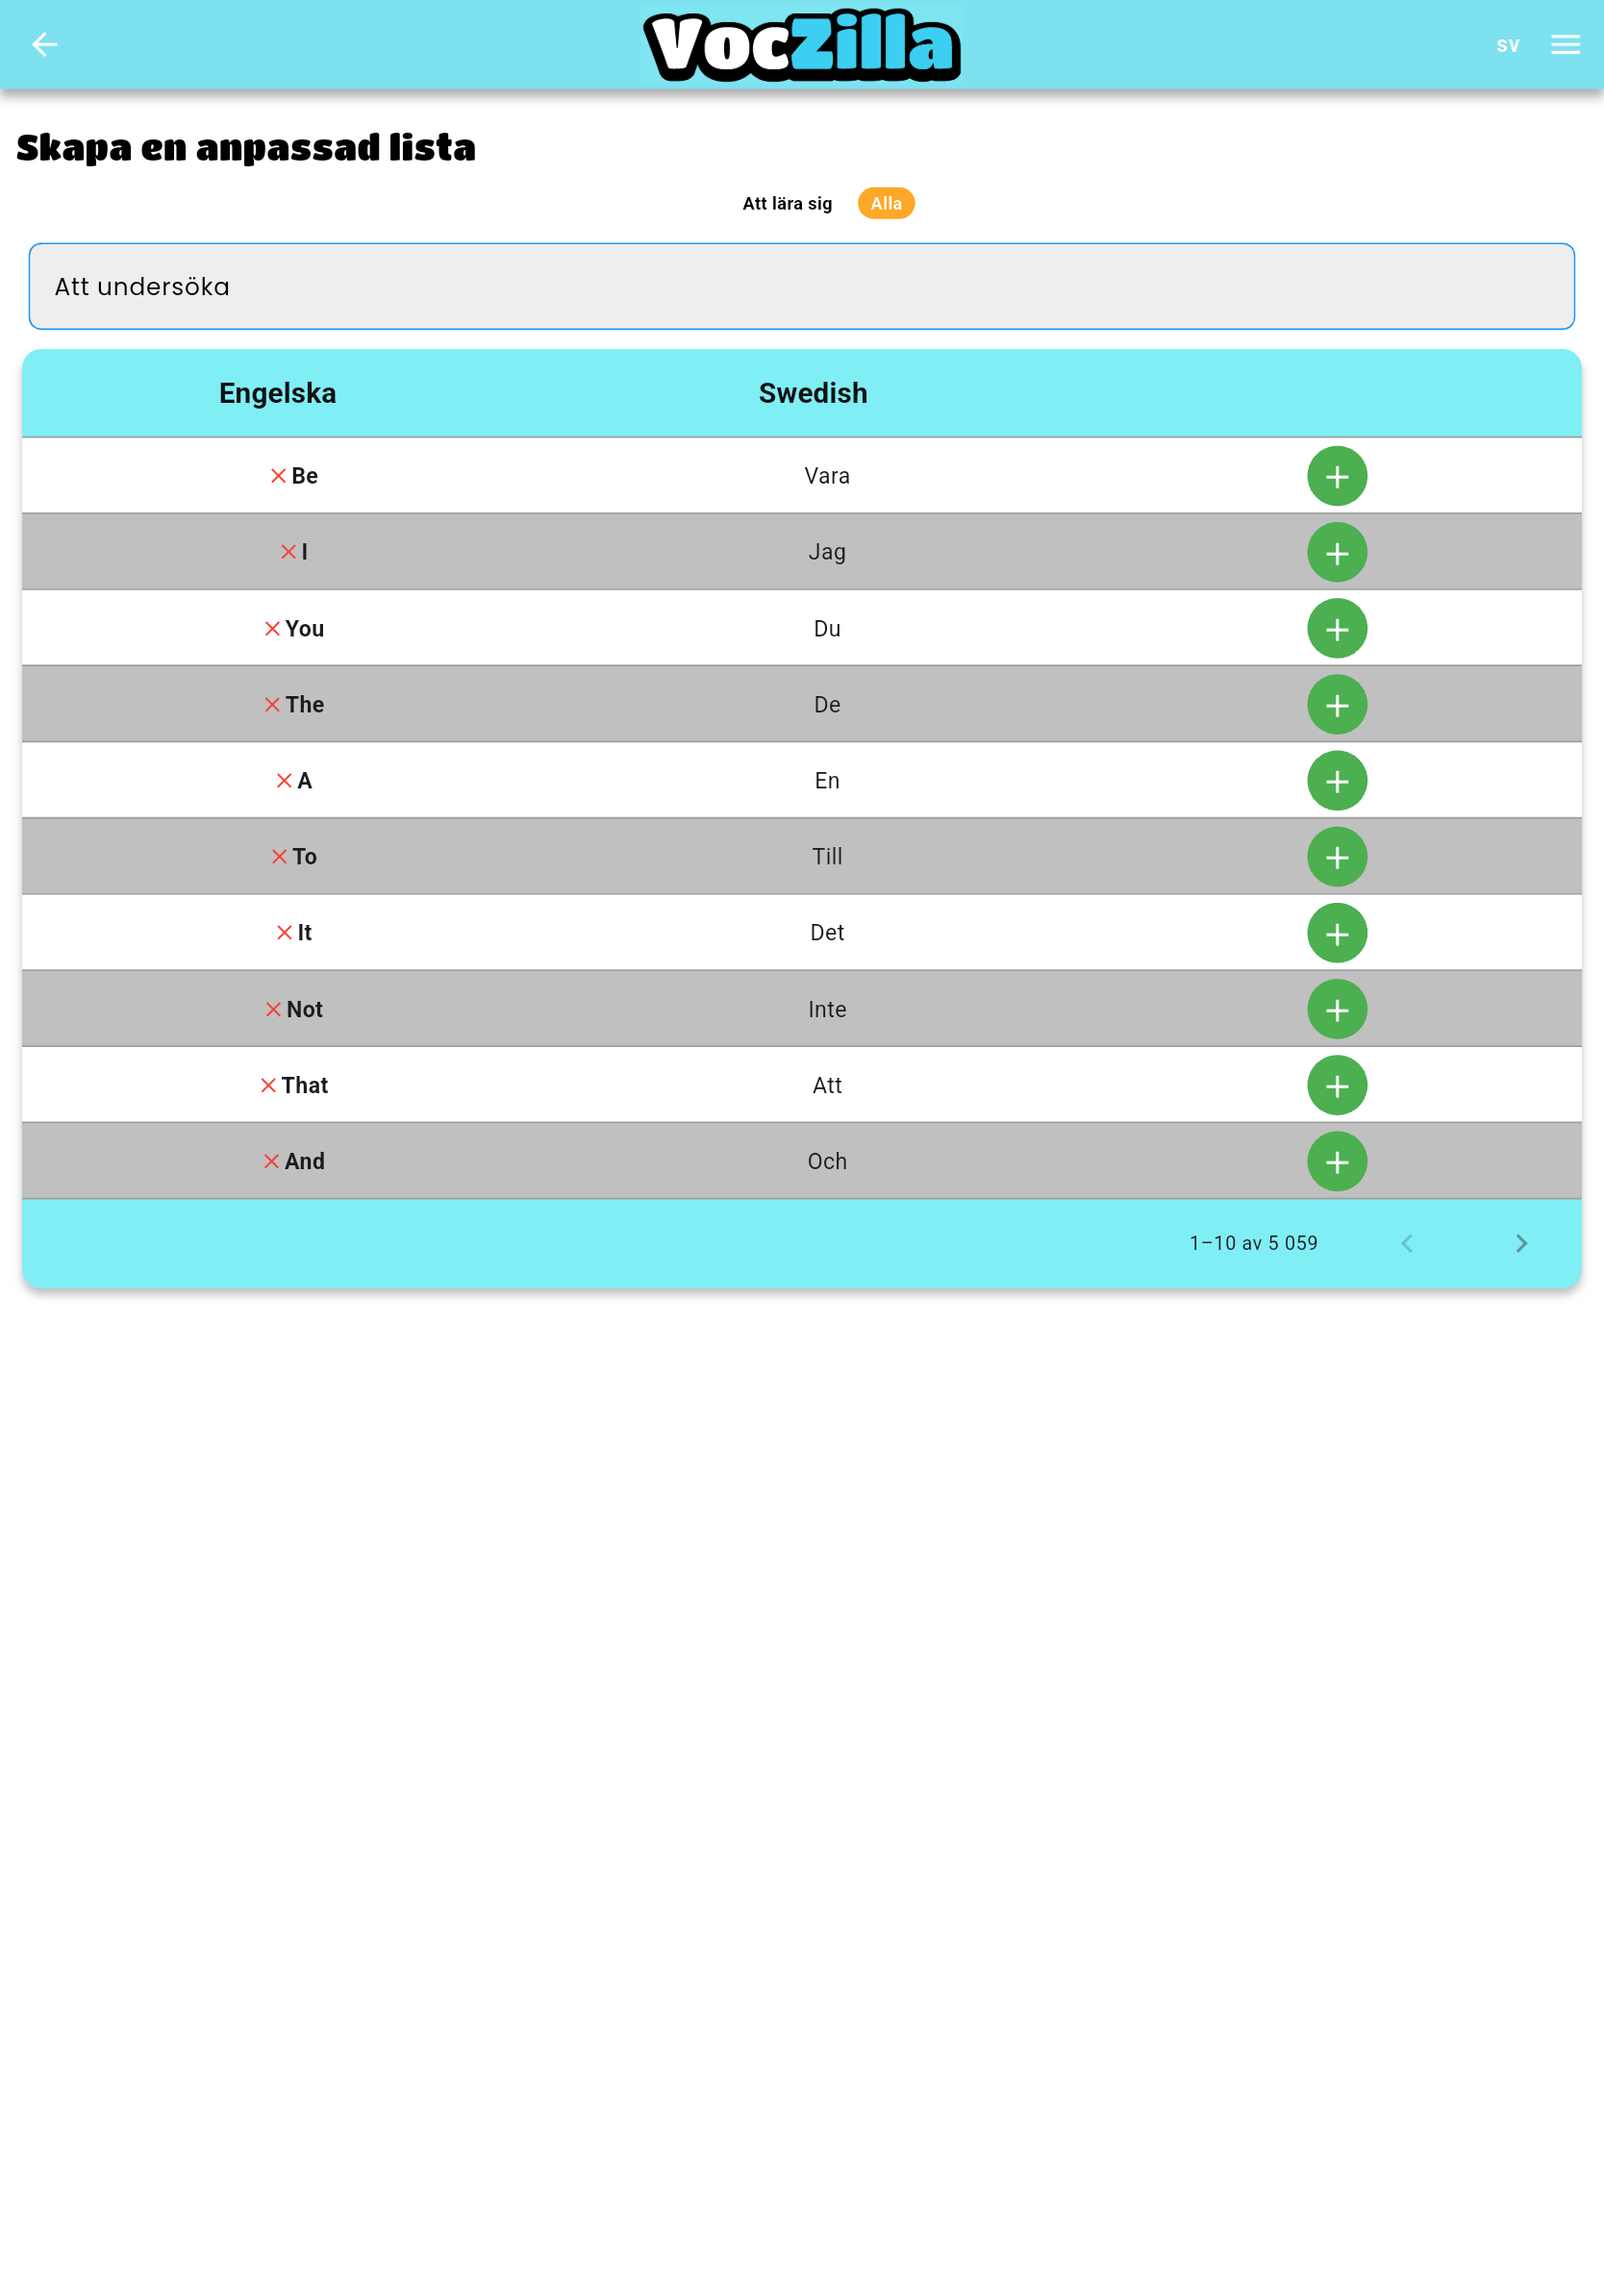 VocZilla
sv
Skapa en anpassad lista
Att lära sig Alla
Att undersöka
Engelska Swedish
Be Vara
I Jag
You Du
The De
A En
To Till
It Det
Not Inte
That Att
And Och
1–10 av 5 059